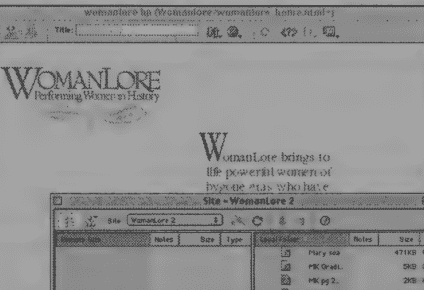 womanlore hp (Womanlore/womanlore_home.html*)
Title:
<?>
WOMANLORE
Performing Women in History
WomanLore brings to
life powerful women of
bygone eras who have
Site - WomanLore 2
Site WomanLore 2
Notes Size Type Local Folder Notes Size
Mary sea 471KB
MK Gradi.. 5KB
MK pg 2.. 2KB